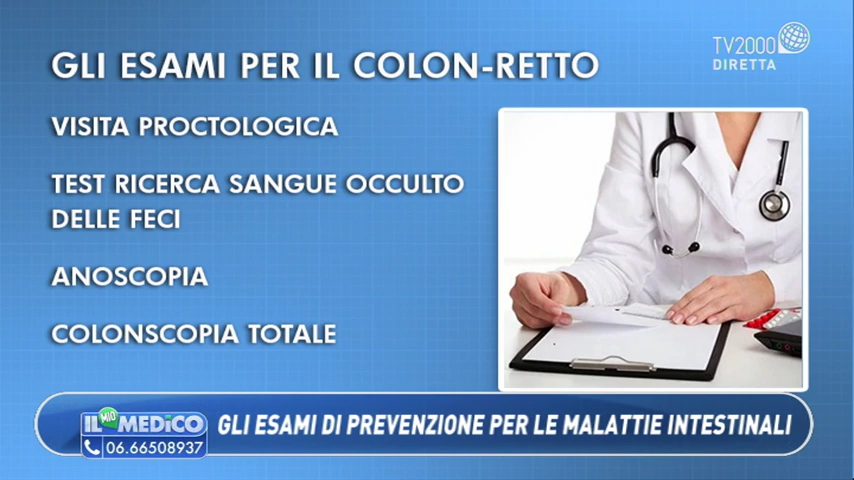 GLI ESAMI PER IL COLON-RETTO
TV2000
DIRETTA
VISITA PROCTOLOGICA
TEST RICERCA SANGUE OCCULTO
DELLE FECI
ANOSCOPIA
COLONSCOPIA TOTALE
IL MIO MEDICO
06.66508937
GLI ESAMI DI PREVENZIONE PER LE MALATTIE INTESTINALI